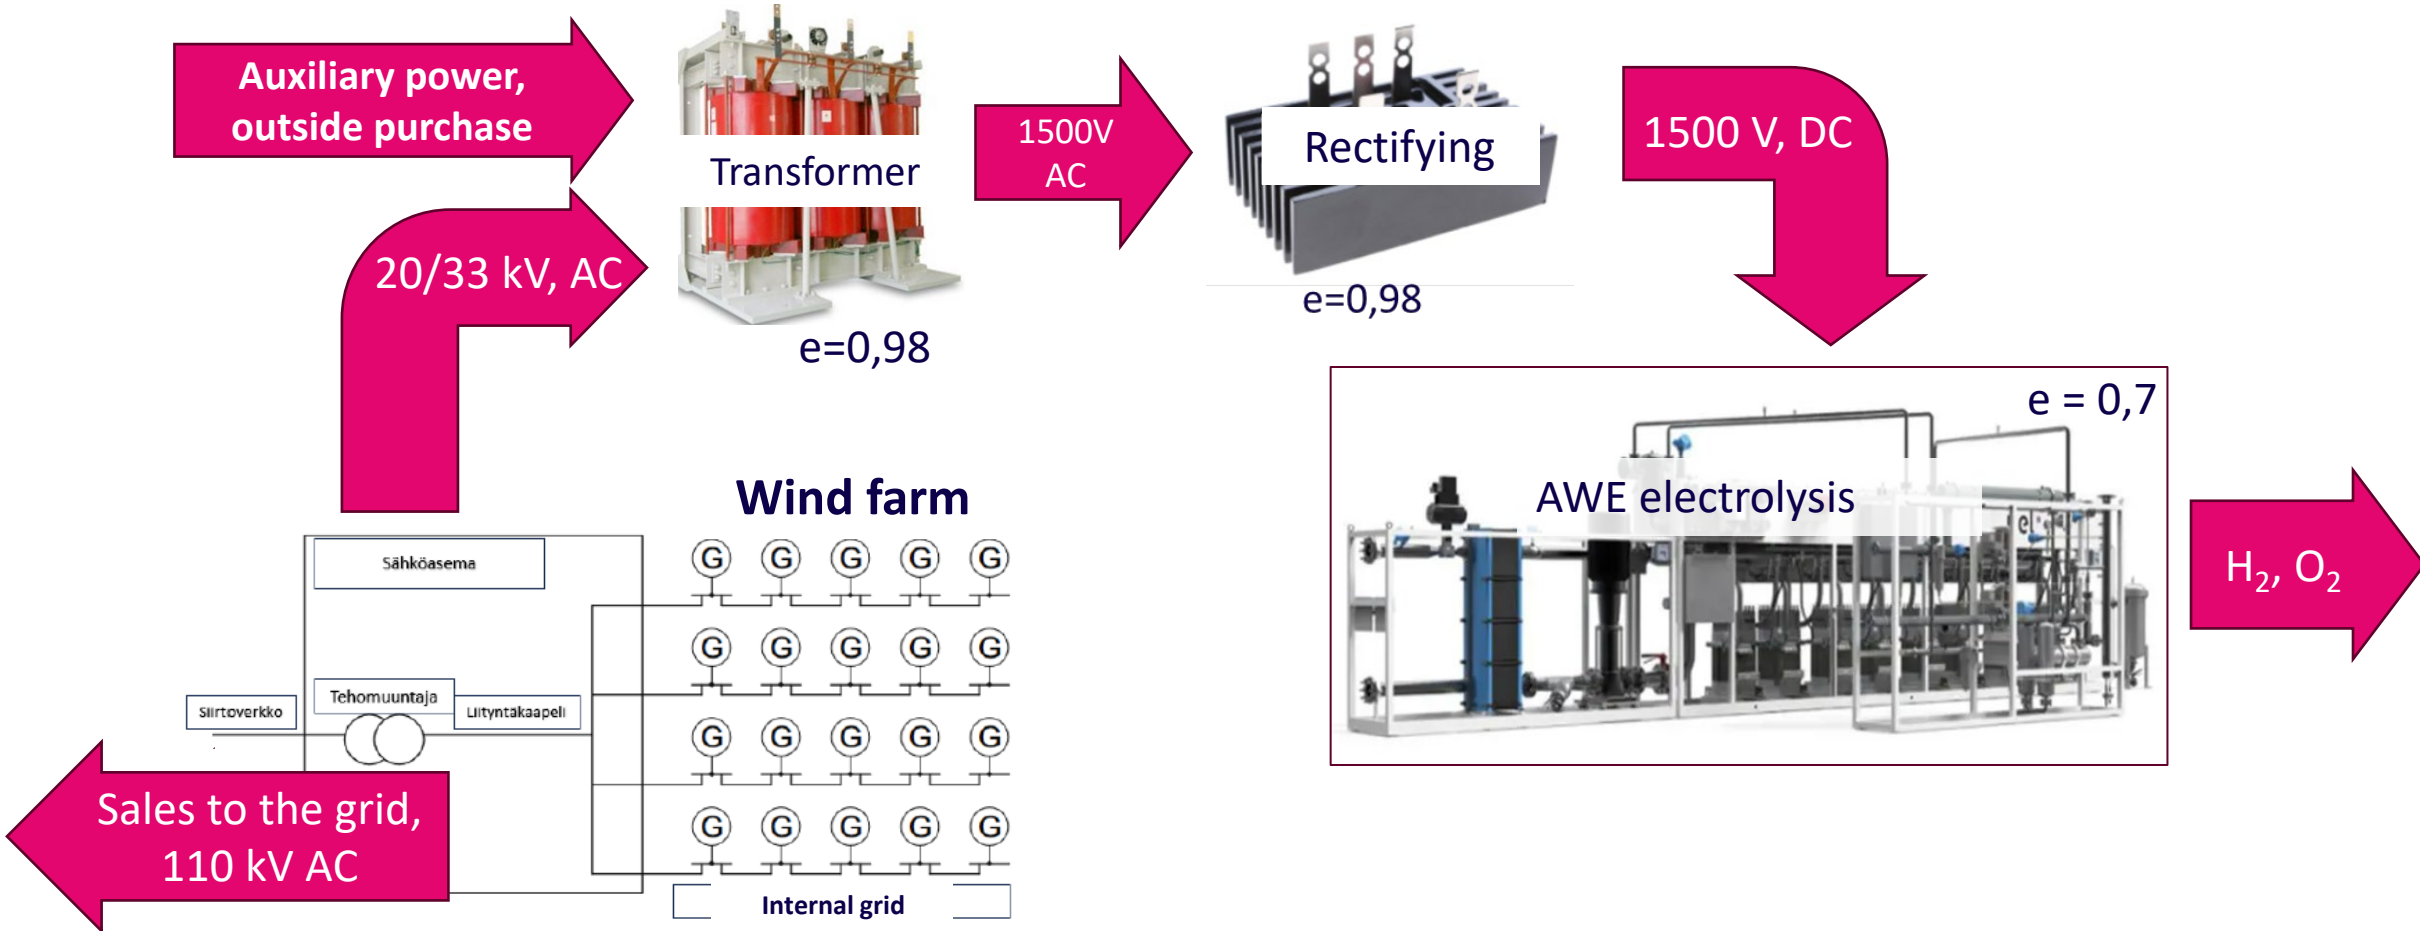 Auxiliary power,
outside purchase
Transformer
1500V
AC
Rectifying
1500 V, DC
20/33 kV, AC
e=0,98
e=0,98
e = 0,7
AWE electrolysis
H₂, O₂
Wind farm
Sähköasema
G G G G G
G G G G G
Tehomuuntaja
Siirtoverkko
Liityntäkaapeli
G G G G G
G G G G G
Sales to the grid,
110 kV AC
Internal grid